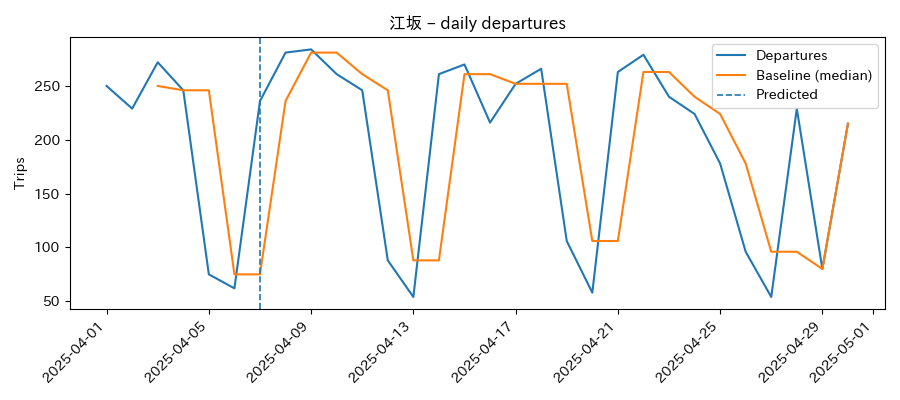 江坂 – daily departures
Trips
250
200
150
100
50
Departures
Baseline (median)
Predicted
2025-04-01
2025-04-05
2025-04-09
2025-04-13
2025-04-17
2025-04-21
2025-04-25
2025-04-29
2025-05-01